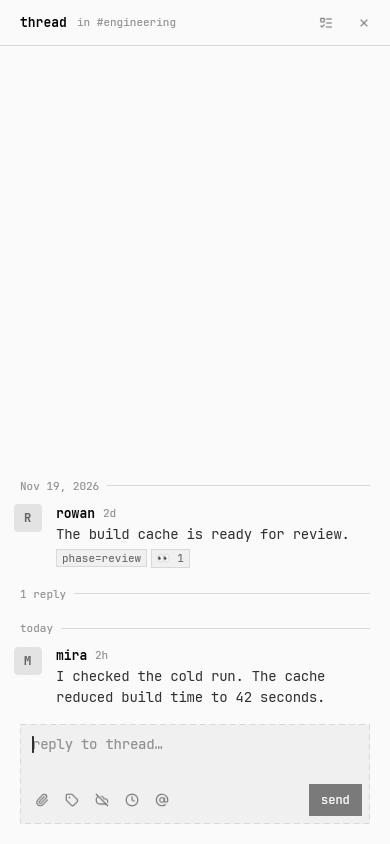 thread in #engineering
Nov 19, 2026
R
rowan 2d
The build cache is ready for review.
phase=review 👀 1
1 reply
today
M
mira 2h
I checked the cold run. The cache
reduced build time to 42 seconds.
reply to thread…
send